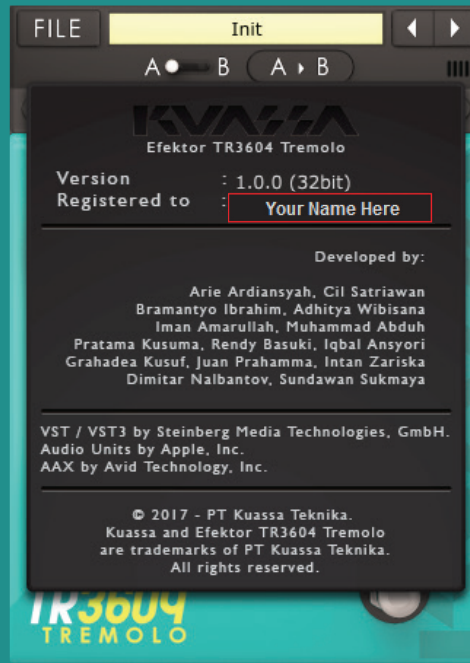 FILE
Init
A B A ▸ B
KUASSA
Efektor TR3604 Tremolo
Version : 1.0.0 (32bit)
Registered to : Your Name Here
Developed by:
Arie Ardiansyah, Cil Satriawan
Bramantyo Ibrahim, Adhitya Wibisana
Iman Amarullah, Muhammad Abduh
Pratama Kusuma, Rendy Basuki, Iqbal Ansyori
Grahadea Kusuf, Juan Prahamma, Intan Zariska
Dimitar Nalbantov, Sundawan Sukmaya
VST / VST3 by Steinberg Media Technologies, GmbH.
Audio Units by Apple, Inc.
AAX by Avid Technology, Inc.
© 2017 - PT Kuassa Teknika.
Kuassa and Efektor TR3604 Tremolo
are trademarks of PT Kuassa Teknika.
All rights reserved.
TR3604
TREMOLO